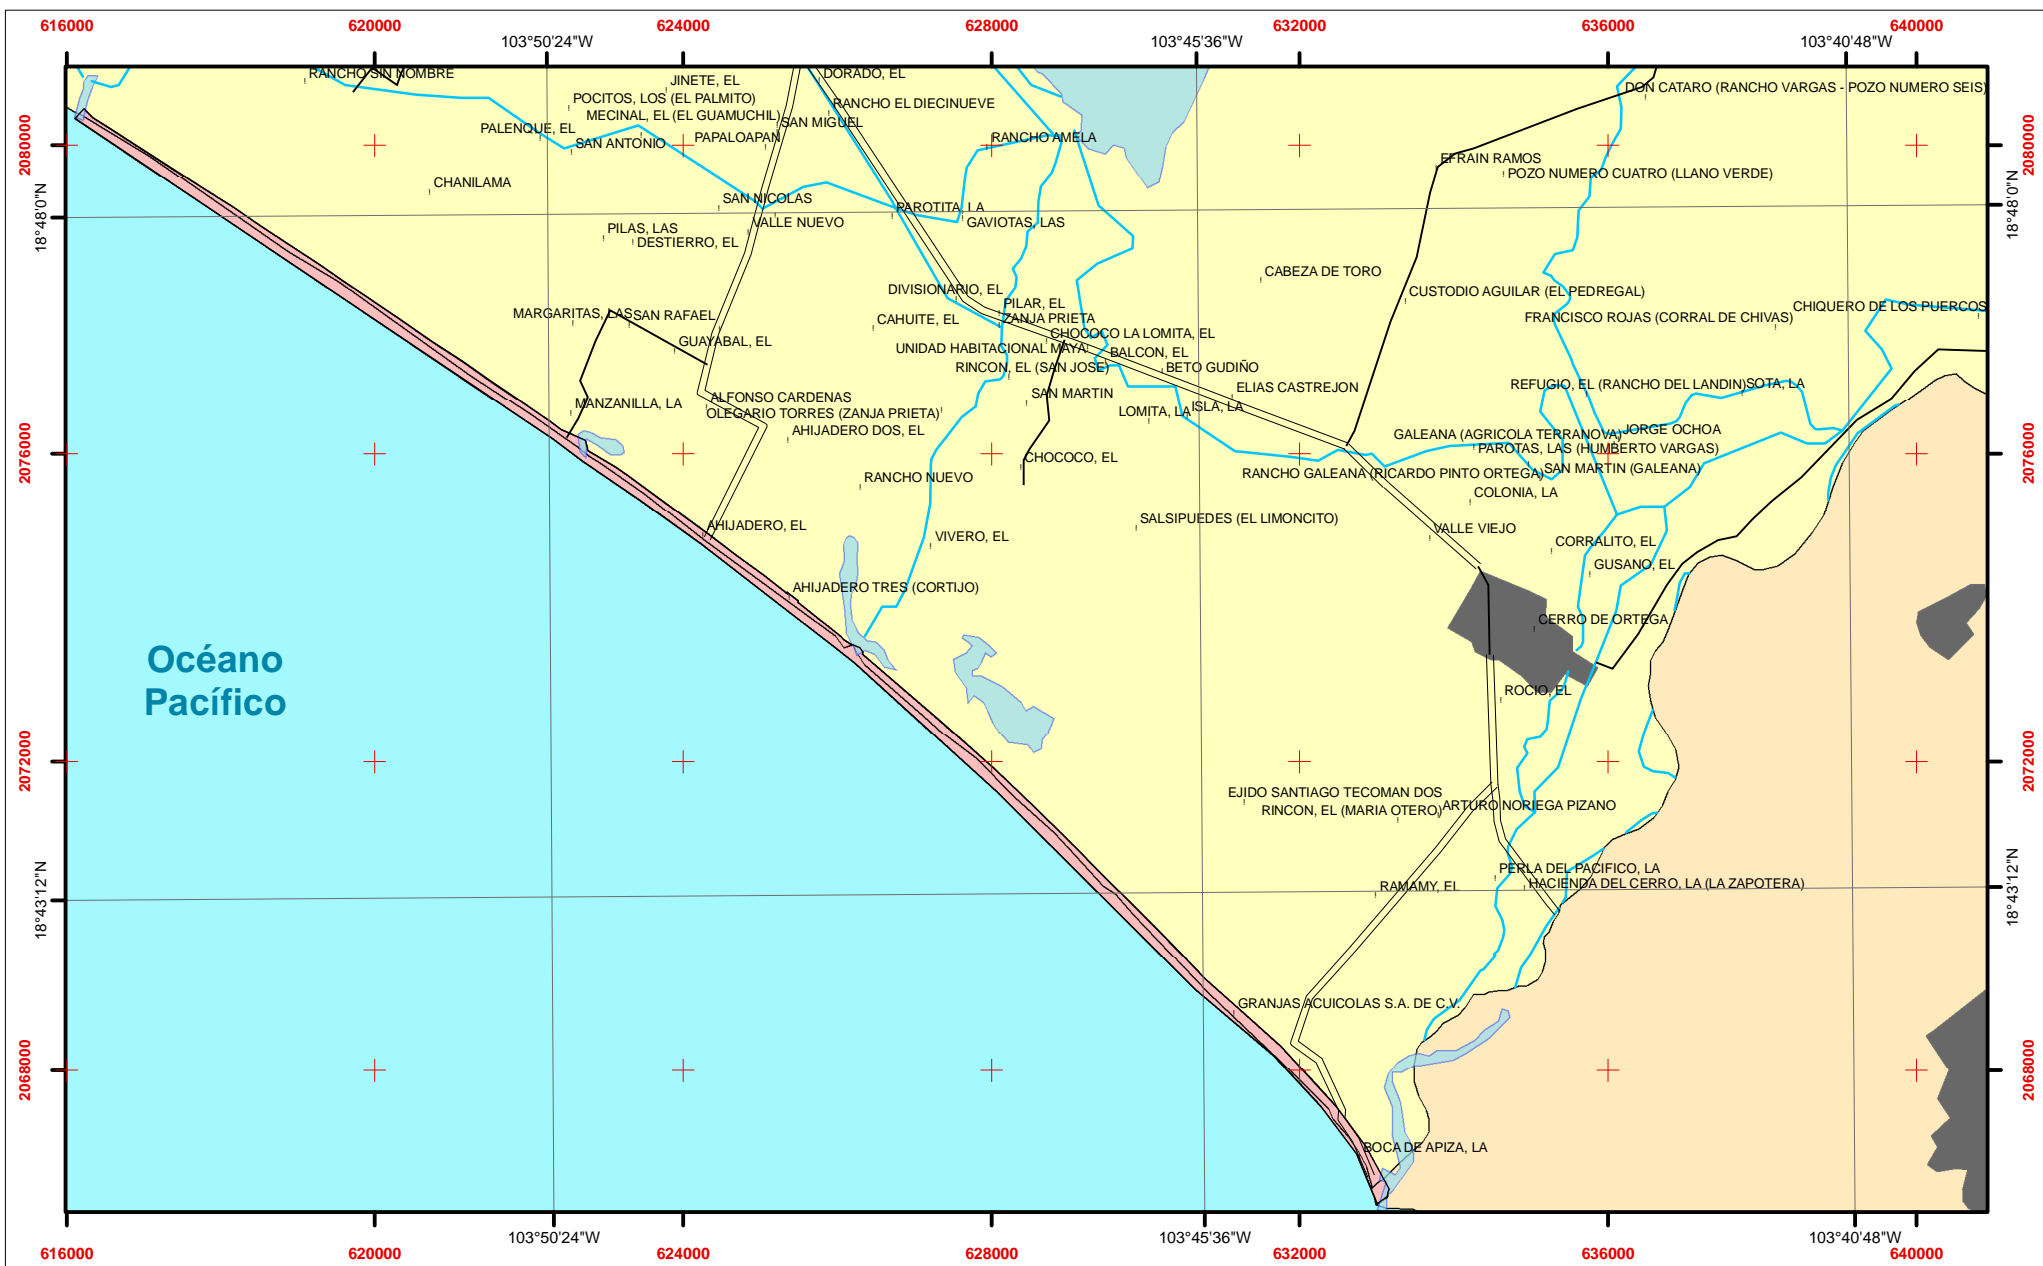 616000 620000 624000 628000 632000 636000 640000
103°50'24"W 103°45'36"W 103°40'48"W
RANCHO SIN NOMBRE
JINETE, EL
DORADO, EL
DON CATARO (RANCHO VARGAS - POZO NUMERO SEIS)
POCITOS, LOS (EL PALMITO)
RANCHO EL DIECINUEVE
MECINAL, EL (EL GUAMUCHIL)
SAN MIGUEL
PALENQUE, EL
PAPALOAPAN
RANCHO AMELA
SAN ANTONIO
2080000
2080000
EFRAIN RAMOS
POZO NUMERO CUATRO (LLANO VERDE)
CHANILAMA
SAN NICOLAS
PAROTITA, LA
18°48'0"N
18°48'0"N
VALLE NUEVO
GAVIOTAS, LAS
PILAS, LAS
DESTIERRO, EL
CABEZA DE TORO
DIVISIONARIO, EL
CUSTODIO AGUILAR (EL PEDREGAL)
PILAR, EL
CHIQUERO DE LOS PUERCOS
MARGARITAS, LAS
SAN RAFAEL
CAHUITE, EL
ZANJA PRIETA
FRANCISCO ROJAS (CORRAL DE CHIVAS)
CHOCOCO LA LOMITA, EL
GUAYABAL, EL
UNIDAD HABITACIONAL MAYA
BALCON, EL
RINCON, EL (SAN JOSE)
BETO GUDIÑO
REFUGIO, EL (RANCHO DEL LANDIN)
SOTA, LA
ELIAS CASTREJON
SAN MARTIN
ALFONSO CARDENAS
MANZANILLA, LA
ISLA, LA
OLEGARIO TORRES (ZANJA PRIETA)
LOMITA, LA
JORGE OCHOA
AHIJADERO DOS, EL
GALEANA (AGRICOLA TERRANOVA)
PAROTAS, LAS (HUMBERTO VARGAS)
2076000
2076000
CHOCOCO, EL
SAN MARTIN (GALEANA)
RANCHO GALEANA (RICARDO PINTO ORTEGA)
RANCHO NUEVO
COLONIA, LA
SALSIPUEDES (EL LIMONCITO)
AHIJADERO, EL
VALLE VIEJO
VIVERO, EL
CORRALITO, EL
GUSANO, EL
AHIJADERO TRES (CORTIJO)
CERRO DE ORTEGA
Océano
Pacífico
ROCIO, EL
2072000
2072000
EJIDO SANTIAGO TECOMAN DOS
ARTURO NORIEGA PIZANO
RINCON, EL (MARIA OTERO)
PERLA DEL PACIFICO, LA
HACIENDA DEL CERRO, LA (LA ZAPOTERA)
RAMAMY, EL
18°43'12"N
18°43'12"N
GRANJAS ACUICOLAS S.A. DE C.V.
2068000
2068000
BOCA DE APIZA, LA
103°50'24"W 103°45'36"W 103°40'48"W
616000 620000 624000 628000 632000 636000 640000